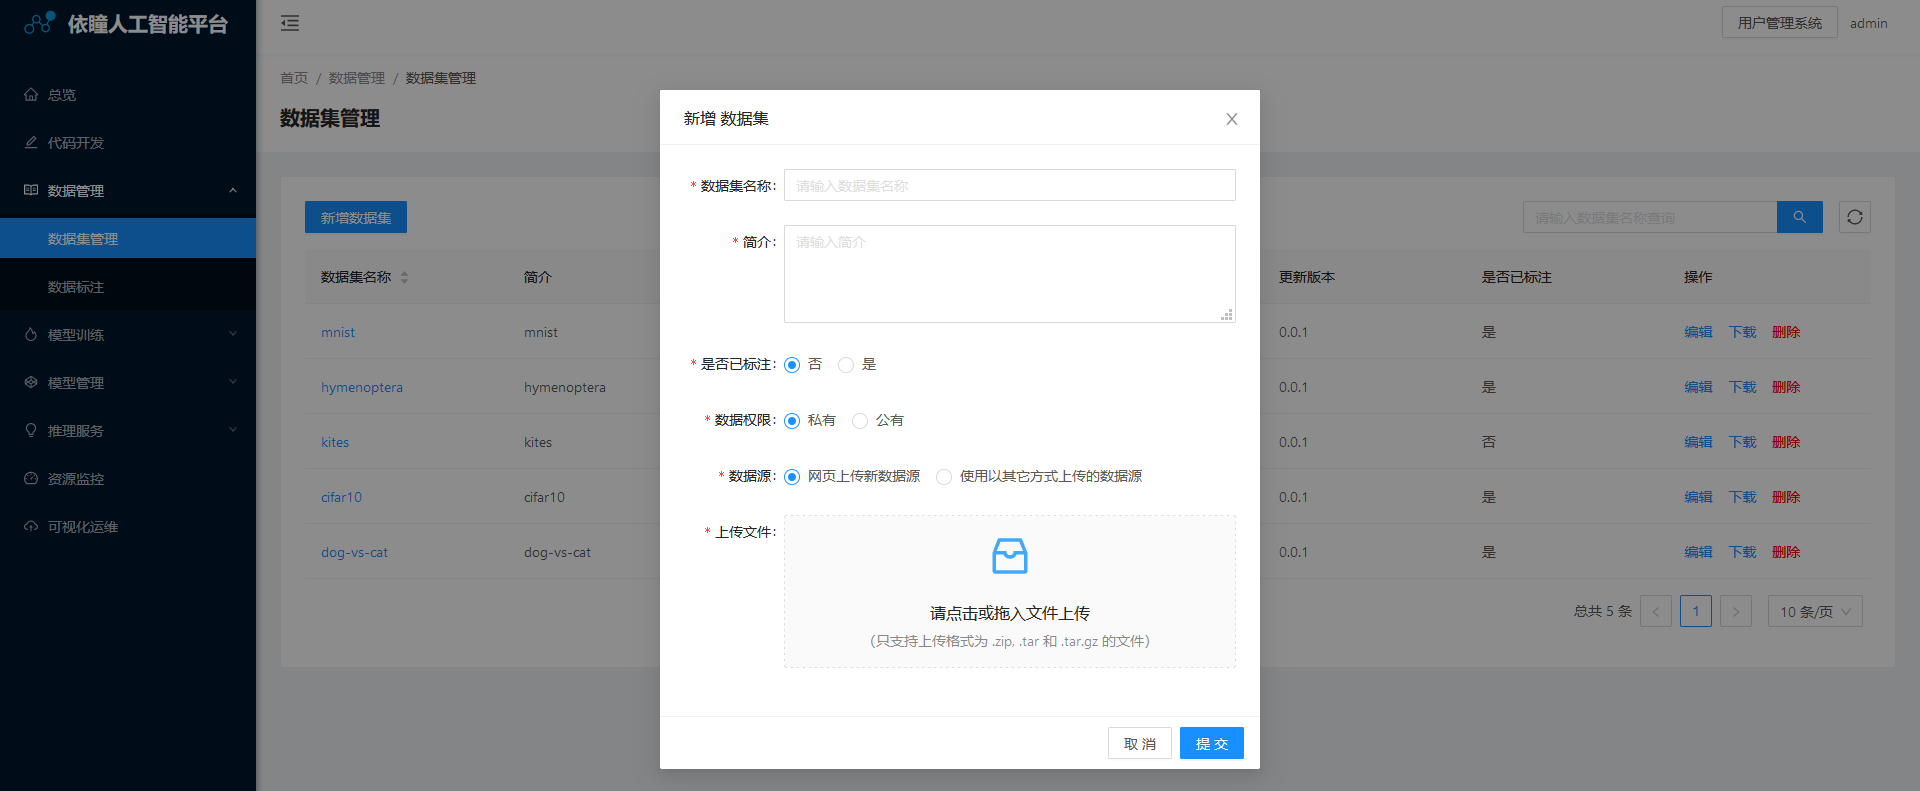 依瞳人工智能平台
用户管理系统 admin
总览
代码开发
数据管理
数据集管理
数据标注
模型训练
模型管理
推理服务
资源监控
可视化运维
首页 / 数据管理 / 数据集管理
数据集管理
新增数据集
请输入数据集名称查询
数据集名称 简介 更新版本 是否已标注 操作
mnist mnist 0.0.1 是 编辑 下载 删除
hymenoptera hymenoptera 0.0.1 是 编辑 下载 删除
kites kites 0.0.1 否 编辑 下载 删除
cifar10 cifar10 0.0.1 是 编辑 下载 删除
dog-vs-cat dog-vs-cat 0.0.1 是 编辑 下载 删除
总共 5 条 < 1 > 10 条/页
新增 数据集
* 数据集名称: 请输入数据集名称
* 简介: 请输入简介
* 是否已标注: 否 是
* 数据权限: 私有 公有
* 数据源: 网页上传新数据源 使用以其它方式上传的数据源
* 上传文件:
请点击或拖入文件上传
（只支持上传格式为 .zip, .tar 和 .tar.gz 的文件）
取 消 提 交